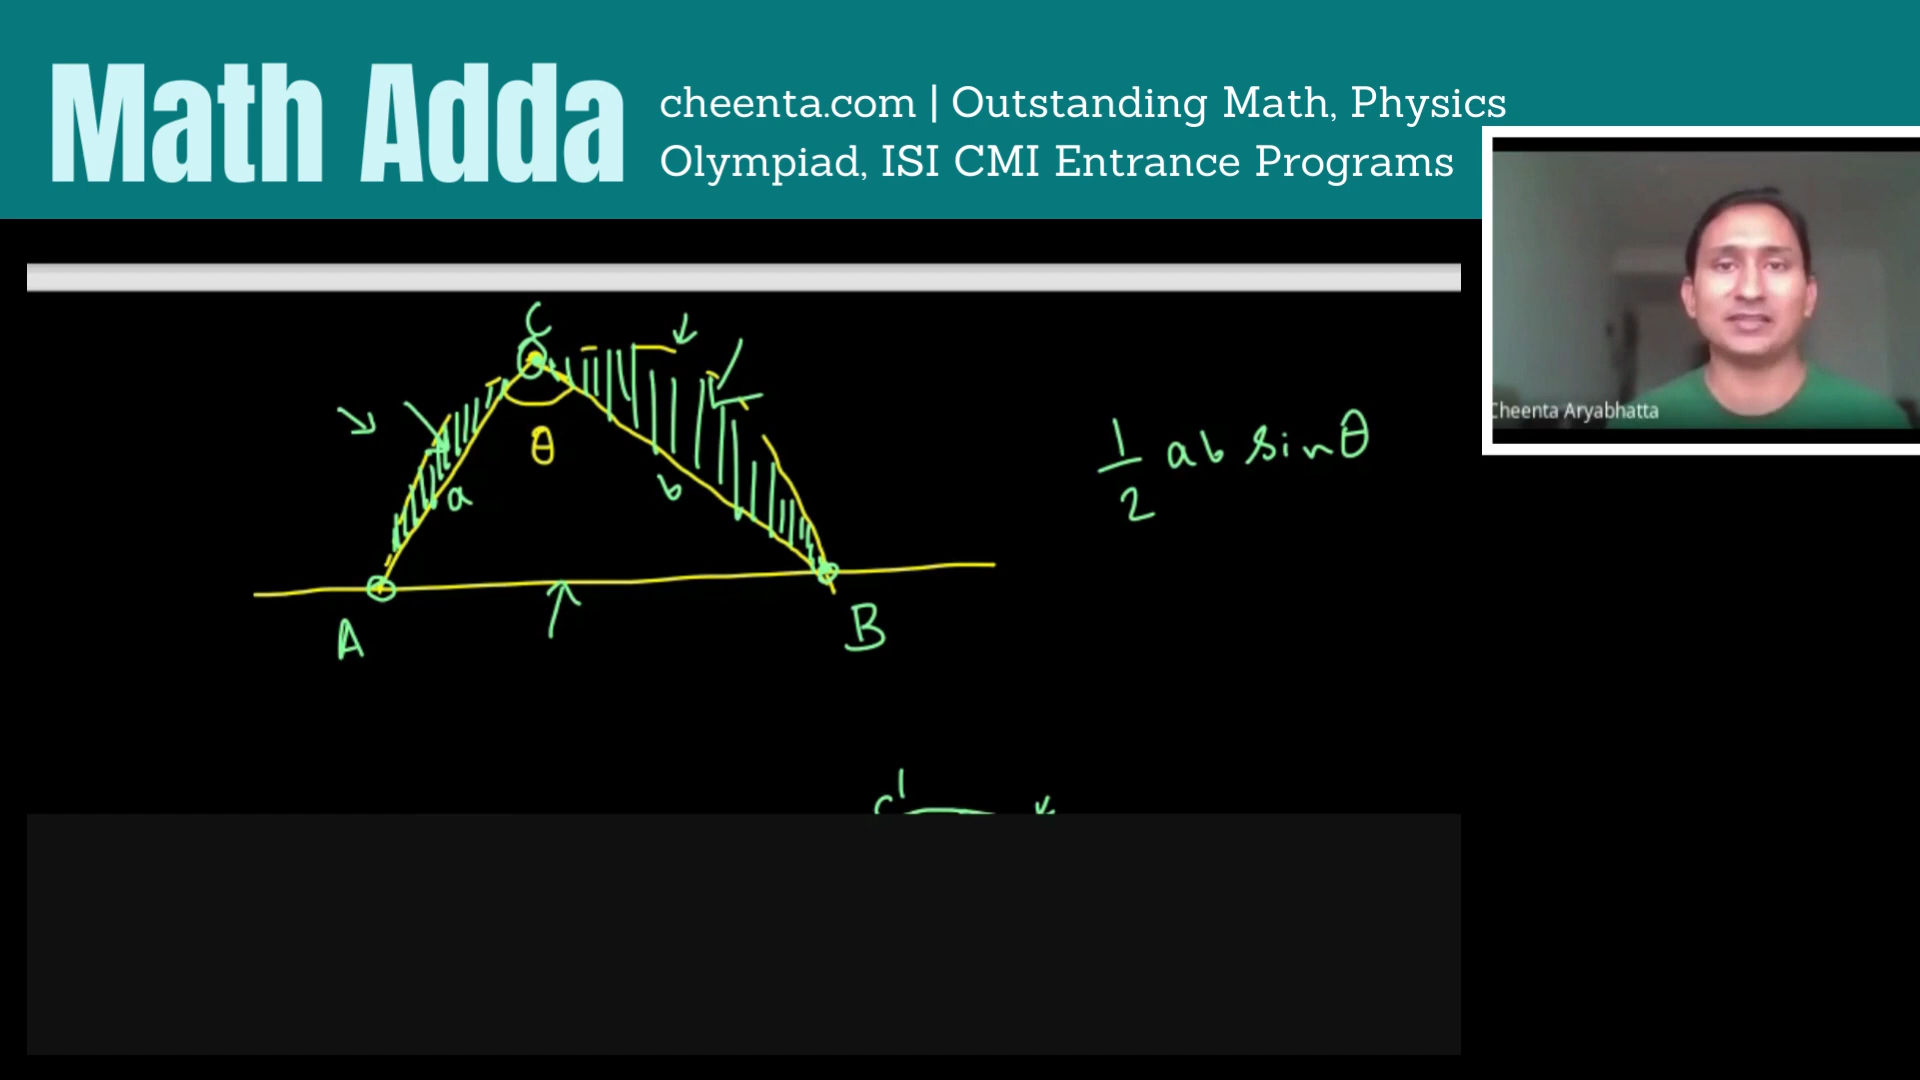 Math Adda
cheenta.com | Outstanding Math, Physics
Olympiad, ISI CMI Entrance Programs
Cheenta Aryabhatta
C
θ
a
b
A
B
1
2
ab sinθ